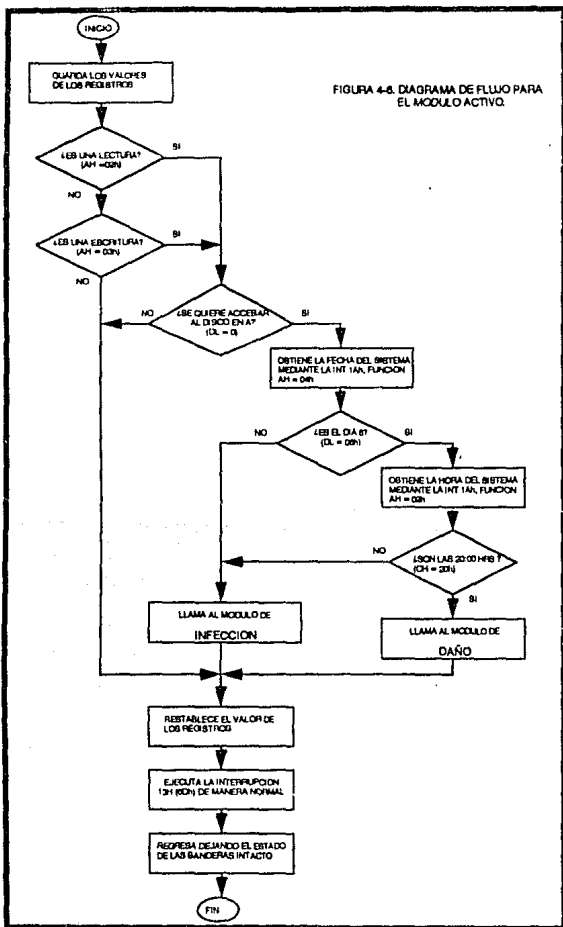 INICIO
GUARDA LOS VALORES
DE LOS REGISTROS
FIGURA 4-6. DIAGRAMA DE FLUJO PARA
EL MODULO ACTIVO.
¿ES UNA LECTURA?
(AH =02h)
SI
NO
¿ES UNA ESCRITURA?
(AH = 03h)
SI
NO
¿SE QUIERE ACCESAR
AL DISCO EN A?
(DL = 0)
NO
SI
OBTIENE LA FECHA DEL SISTEMA
MEDIANTE LA INT 1Ah, FUNCION
AH = 04h
¿ES EL DIA 6?
(DL = 06h)
NO
SI
OBTIENE LA HORA DEL SISTEMA
MEDIANTE LA INT 1Ah, FUNCION
AH = 02h
¿SON LAS 20:00 HRS ?
(CH = 20h)
NO
SI
LLAMA AL MODULO DE
INFECCION
LLAMA AL MODULO DE
DAÑO
RESTABLECE EL VALOR DE
LOS REGISTROS
EJECUTA LA INTERRUPCION
13H (6Dh) DE MANERA NORMAL
REGRESA DEJANDO EL ESTADO
DE LAS BANDERAS INTACTO
FIN